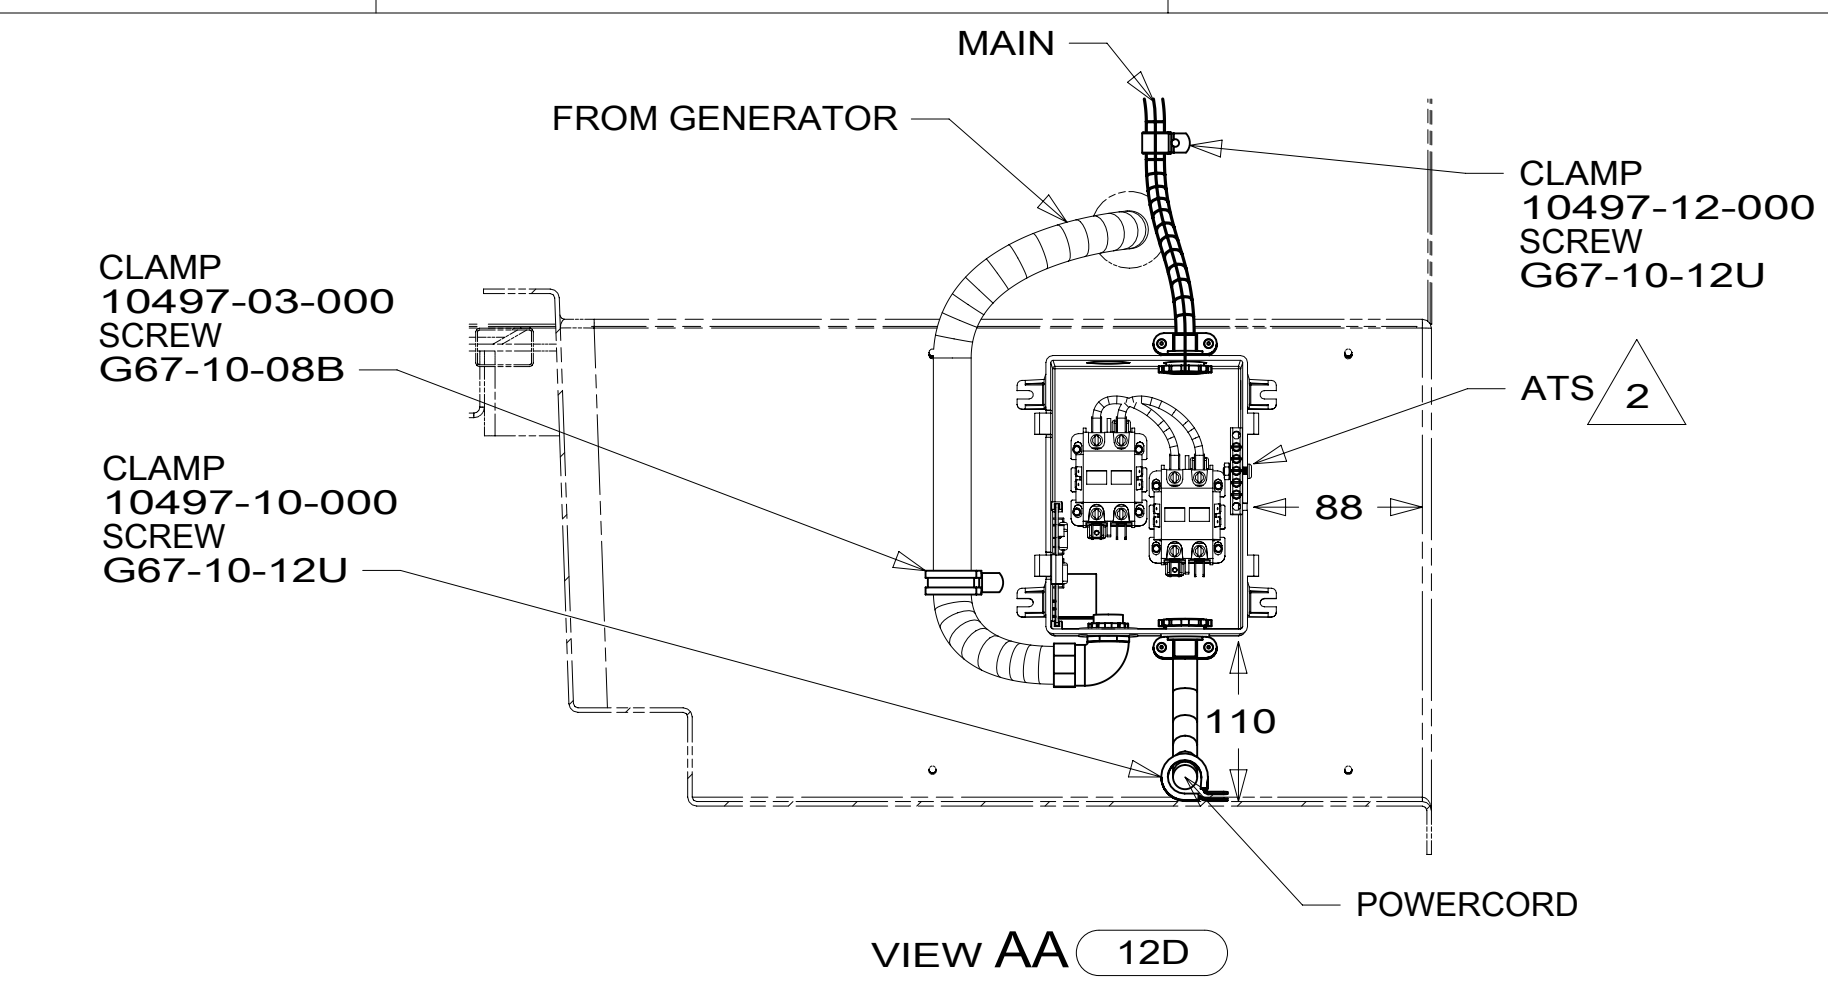 MAIN
FROM GENERATOR
CLAMP
10497-12-000
SCREW
G67-10-12U
CLAMP
10497-03-000
SCREW
G67-10-08B
ATS 2
CLAMP
10497-10-000
SCREW
G67-10-12U
88
110
POWERCORD
VIEW AA 12D